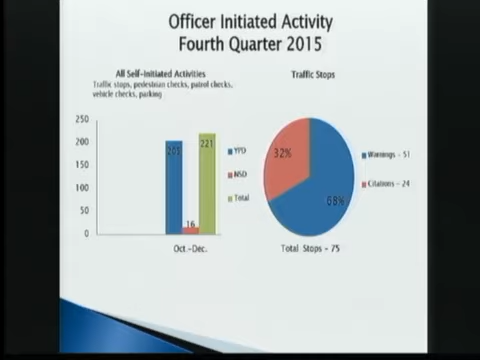 Officer Initiated Activity
Fourth Quarter 2015
All Self-Initiated Activities
Traffic stops, pedestrian checks, patrol checks,
vehicle checks, parking
250
200
150
100
50
0
205
16
221
Oct.-Dec.
YPD
MSD
Total
Traffic Stops
32%
68%
Warnings - 51
Citations - 24
Total Stops - 75